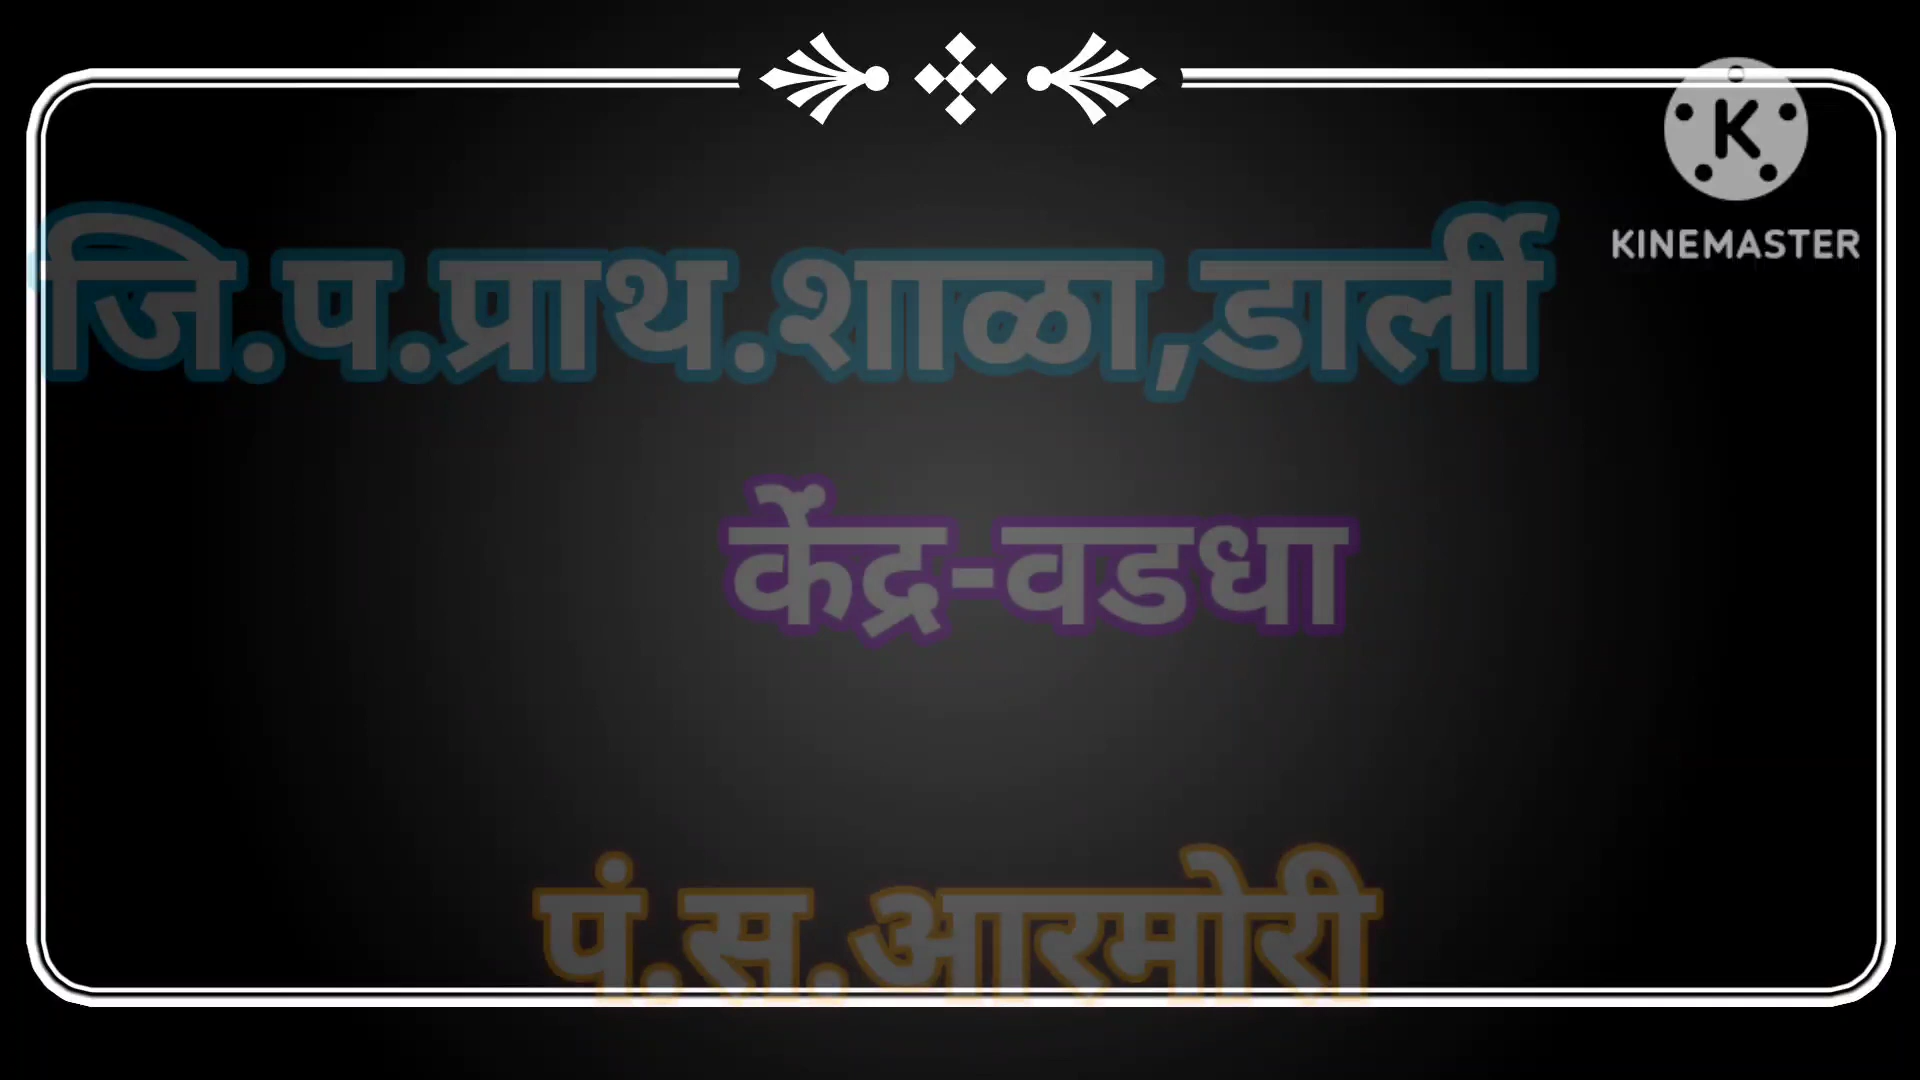 KINEMASTER
जि.प.प्राथ.शाळा,डार्ली
र्केंद्र-वडधा
पं.स.आरमोरी